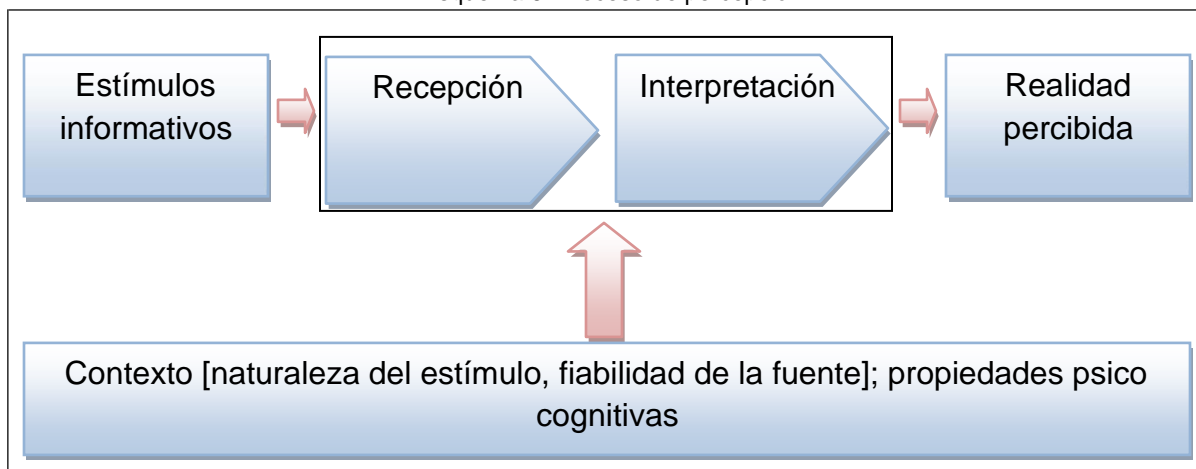 Estímulos
informativos
Recepción
Interpretación
Realidad
percibida
Contexto [naturaleza del estímulo, fiabilidad de la fuente]; propiedades psico
cognitivas